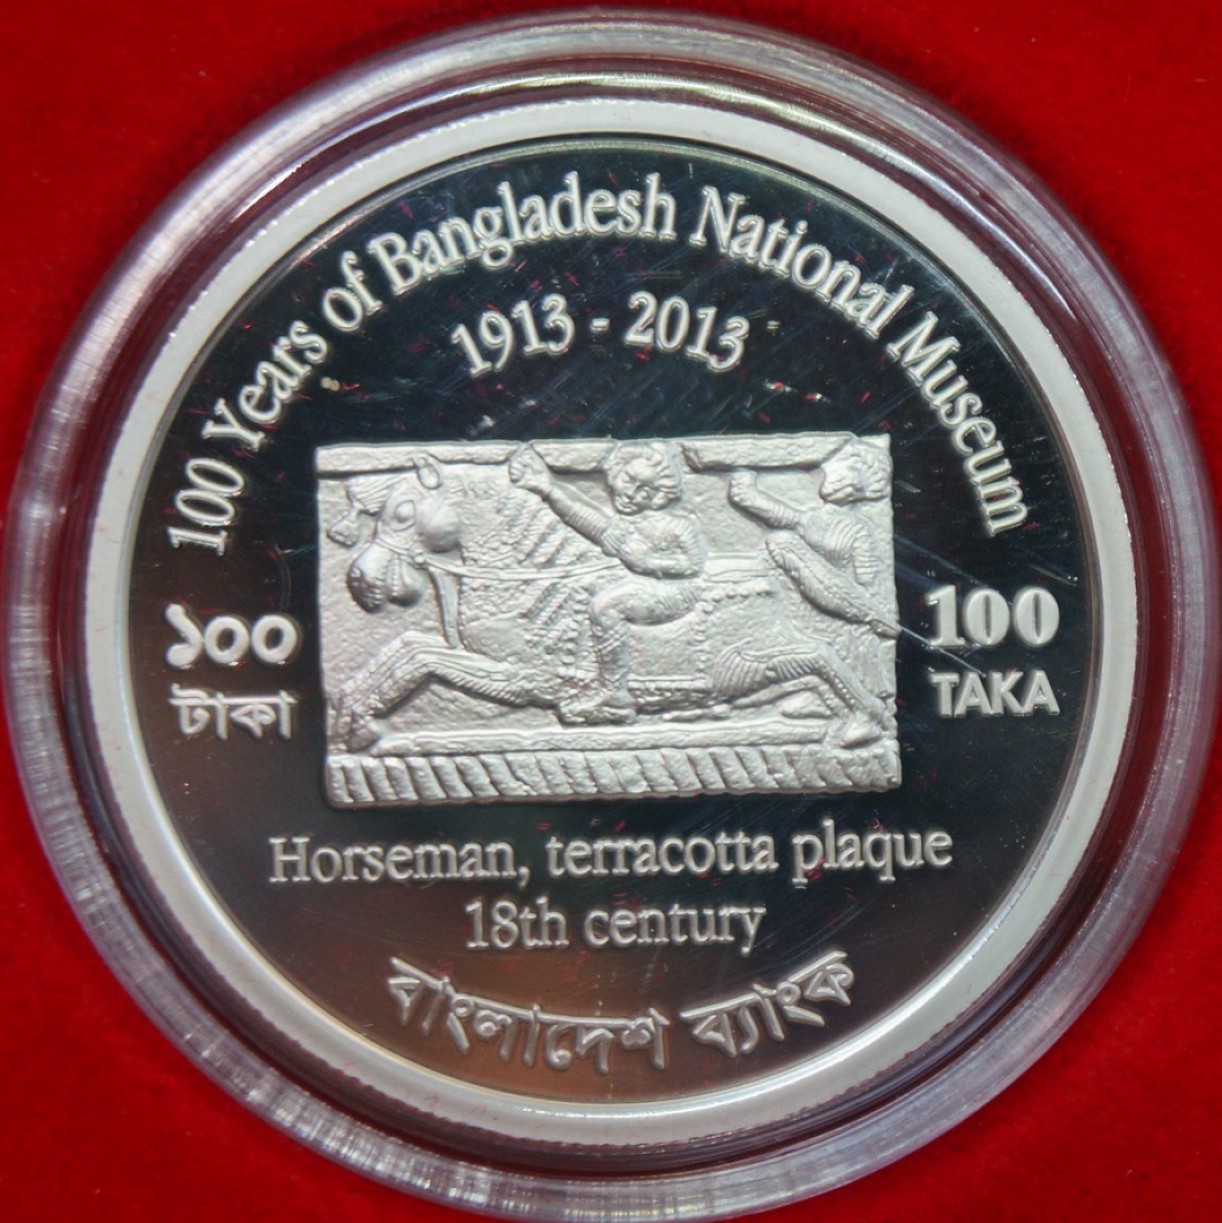 100 Years of Bangladesh National Museum
1913 - 2013
১০০
টাকা
100
TAKA
Horseman, terracotta plaque
18th century
বাংলাদেশ ব্যাংক